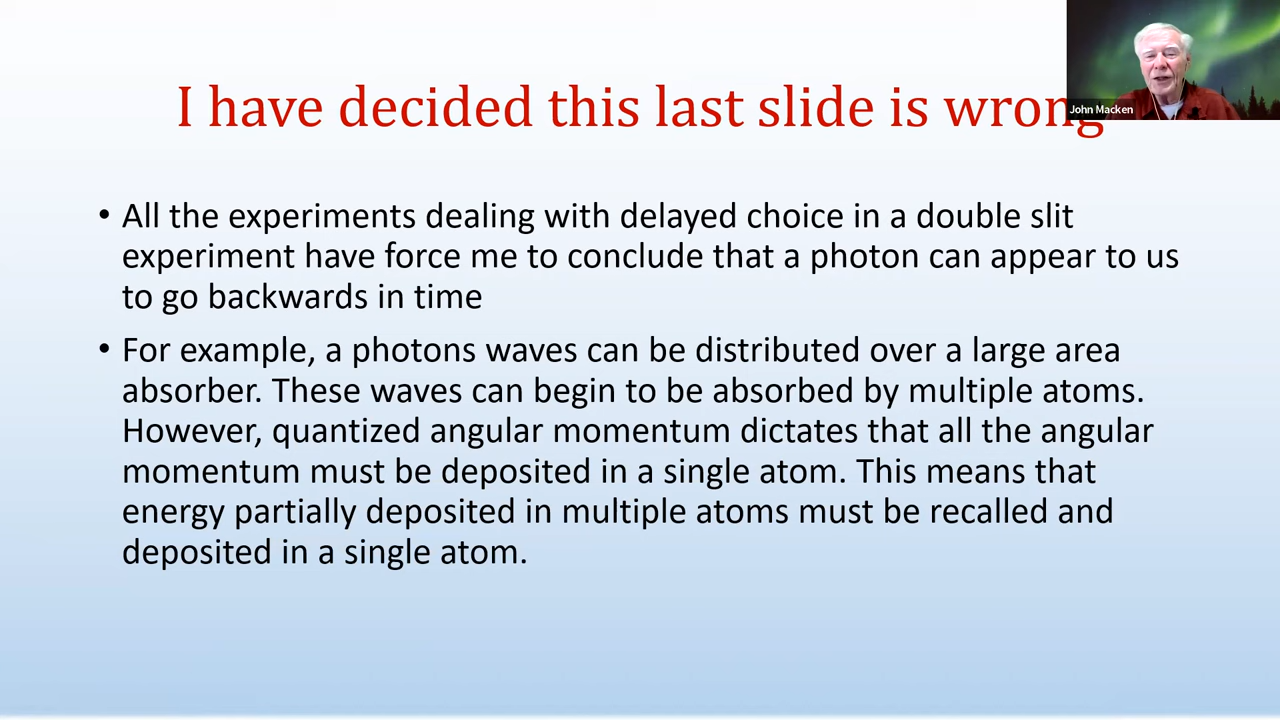 I have decided this last slide is wrong
John Macken
• All the experiments dealing with delayed choice in a double slit
experiment have force me to conclude that a photon can appear to us
to go backwards in time
• For example, a photons waves can be distributed over a large area
absorber. These waves can begin to be absorbed by multiple atoms.
However, quantized angular momentum dictates that all the angular
momentum must be deposited in a single atom. This means that
energy partially deposited in multiple atoms must be recalled and
deposited in a single atom.